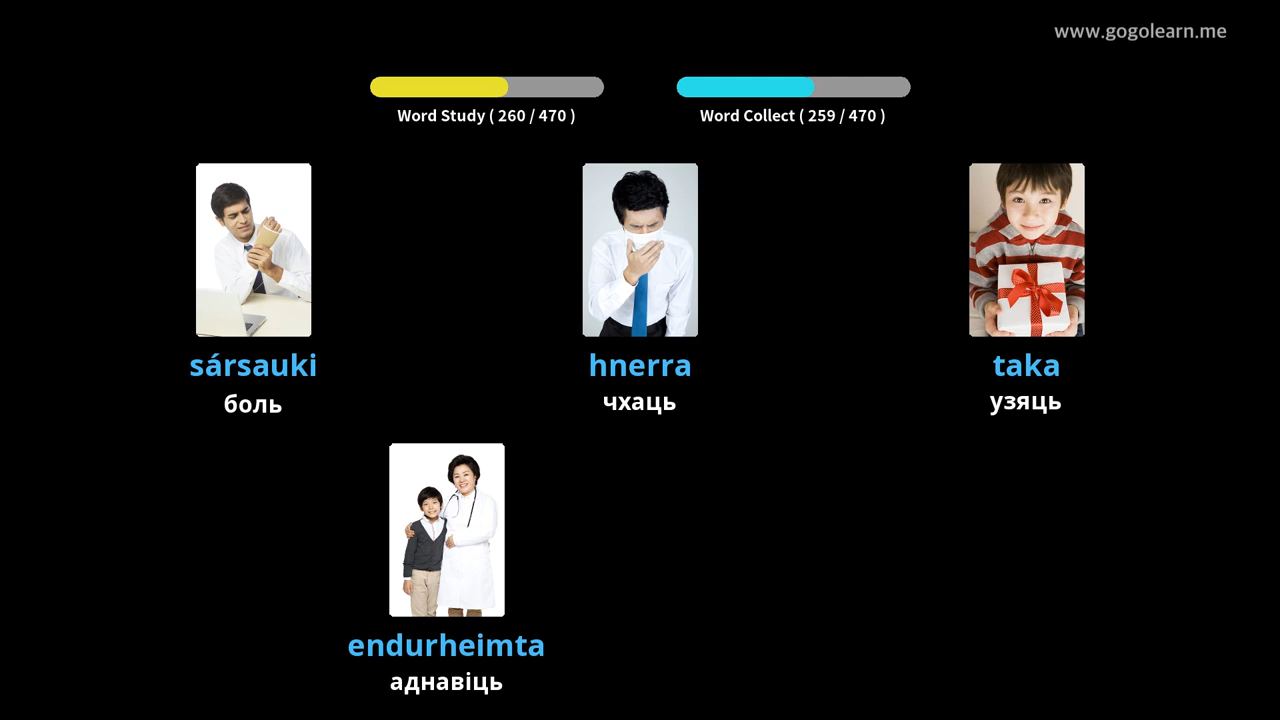 www.gogolearn.me
Word Study ( 260 / 470 )
Word Collect ( 259 / 470 )
sársauki
боль
hnerra
чхаць
taka
узяць
endurheimta
аднавіць